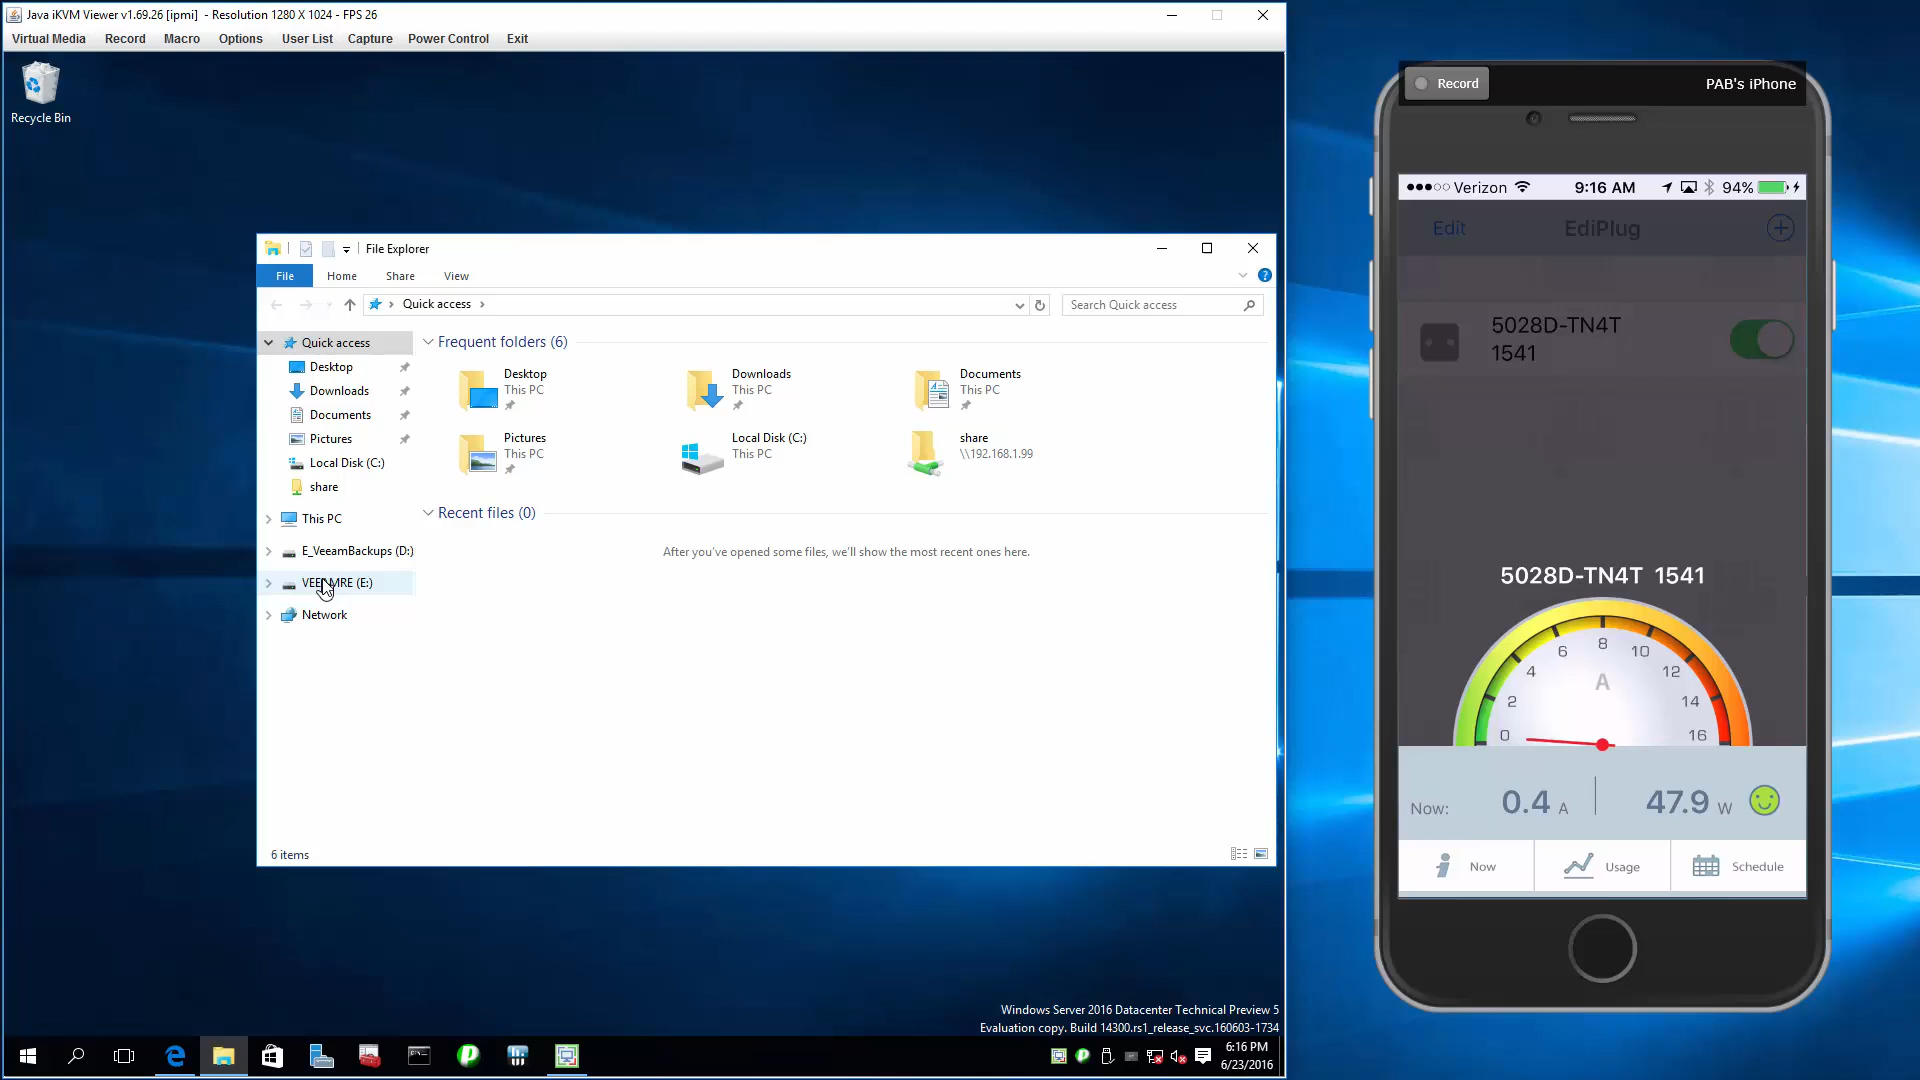 Java iKVM Viewer v1.69.26 [ipmi] - Resolution 1280 X 1024 - FPS 26
Virtual Media Record Macro Options User List Capture Power Control Exit
Recycle Bin
File Explorer
File Home Share View
Quick access
Search Quick access
Quick access
Desktop
Downloads
Documents
Pictures
Local Disk (C:)
share
This PC
E_VeeamBackups (D:)
VEEAMRE (E:)
Network
Frequent folders (6)
Desktop
This PC
Downloads
This PC
Documents
This PC
Pictures
This PC
Local Disk (C:)
This PC
share
\\192.168.1.99
Recent files (0)
After you've opened some files, we'll show the most recent ones here.
6 items
Windows Server 2016 Datacenter Technical Preview 5
Evaluation copy. Build 14300.rs1_release_svc.160603-1734
6:16 PM
6/23/2016
Record PAB's iPhone
Verizon 9:16 AM 94%
Edit EdiPlug
5028D-TN4T
1541
5028D-TN4T 1541
0 2 4 6 8 10 12 14 16
A
Now: 0.4 A 47.9 W
Now Usage Schedule